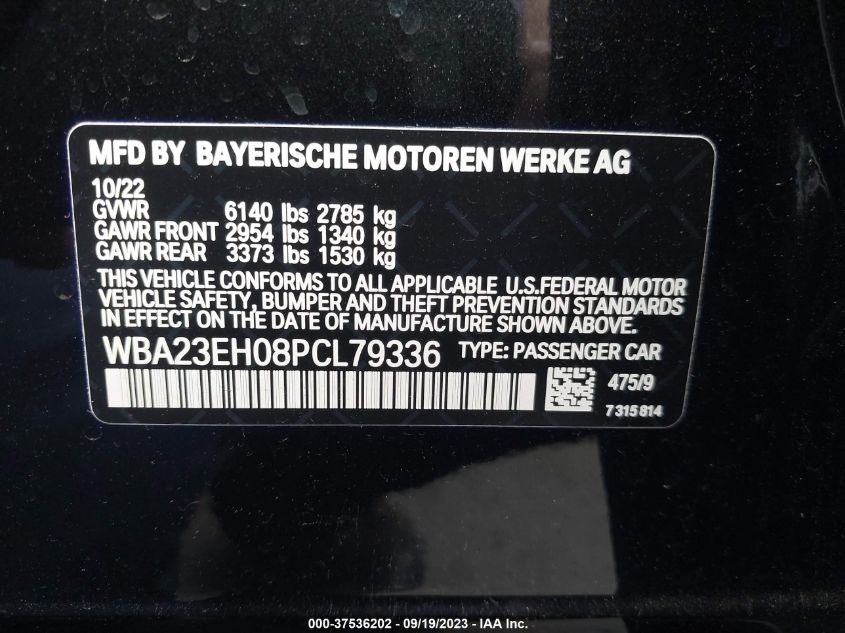 MFD BY BAYERISCHE MOTOREN WERKE AG
10/22
GVWR 6140 lbs 2785 kg
GAWR FRONT 2954 lbs 1340 kg
GAWR REAR 3373 lbs 1530 kg
THIS VEHICLE CONFORMS TO ALL APPLICABLE U.S.FEDERAL MOTOR
VEHICLE SAFETY, BUMPER AND THEFT PREVENTION STANDARDS
IN EFFECT ON THE DATE OF MANUFACTURE SHOWN ABOVE.
WBA23EH08PCL79336 TYPE: PASSENGER CAR
475/9
7 315 814
000-37536202 - 09/19/2023 - IAA Inc.